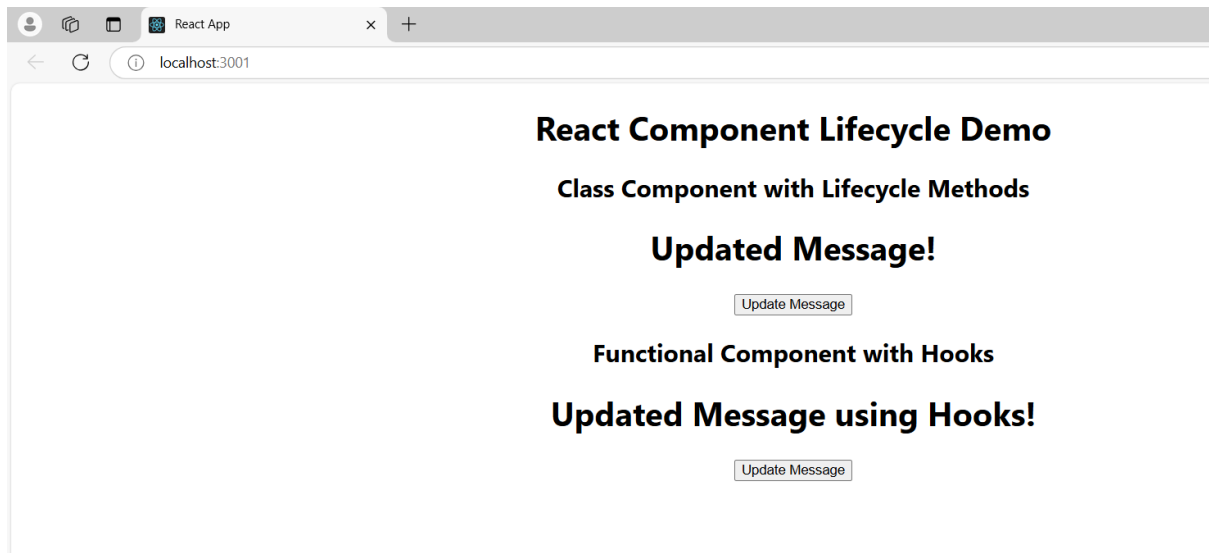 React App
localhost:3001
React Component Lifecycle Demo
Class Component with Lifecycle Methods
Updated Message!
Update Message
Functional Component with Hooks
Updated Message using Hooks!
Update Message